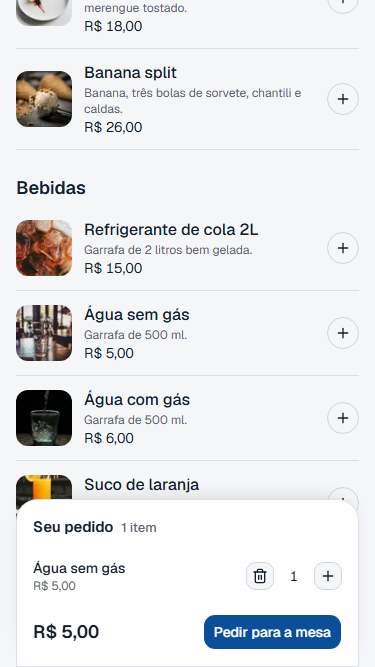 merengue tostado.
R$ 18,00
Banana split
Banana, três bolas de sorvete, chantili e
caldas.
R$ 26,00
Bebidas
Refrigerante de cola 2L
Garrafa de 2 litros bem gelada.
R$ 15,00
Água sem gás
Garrafa de 500 ml.
R$ 5,00
Água com gás
Garrafa de 500 ml.
R$ 6,00
Suco de laranja
Seu pedido 1 item
Água sem gás
R$ 5,00
1
R$ 5,00
Pedir para a mesa